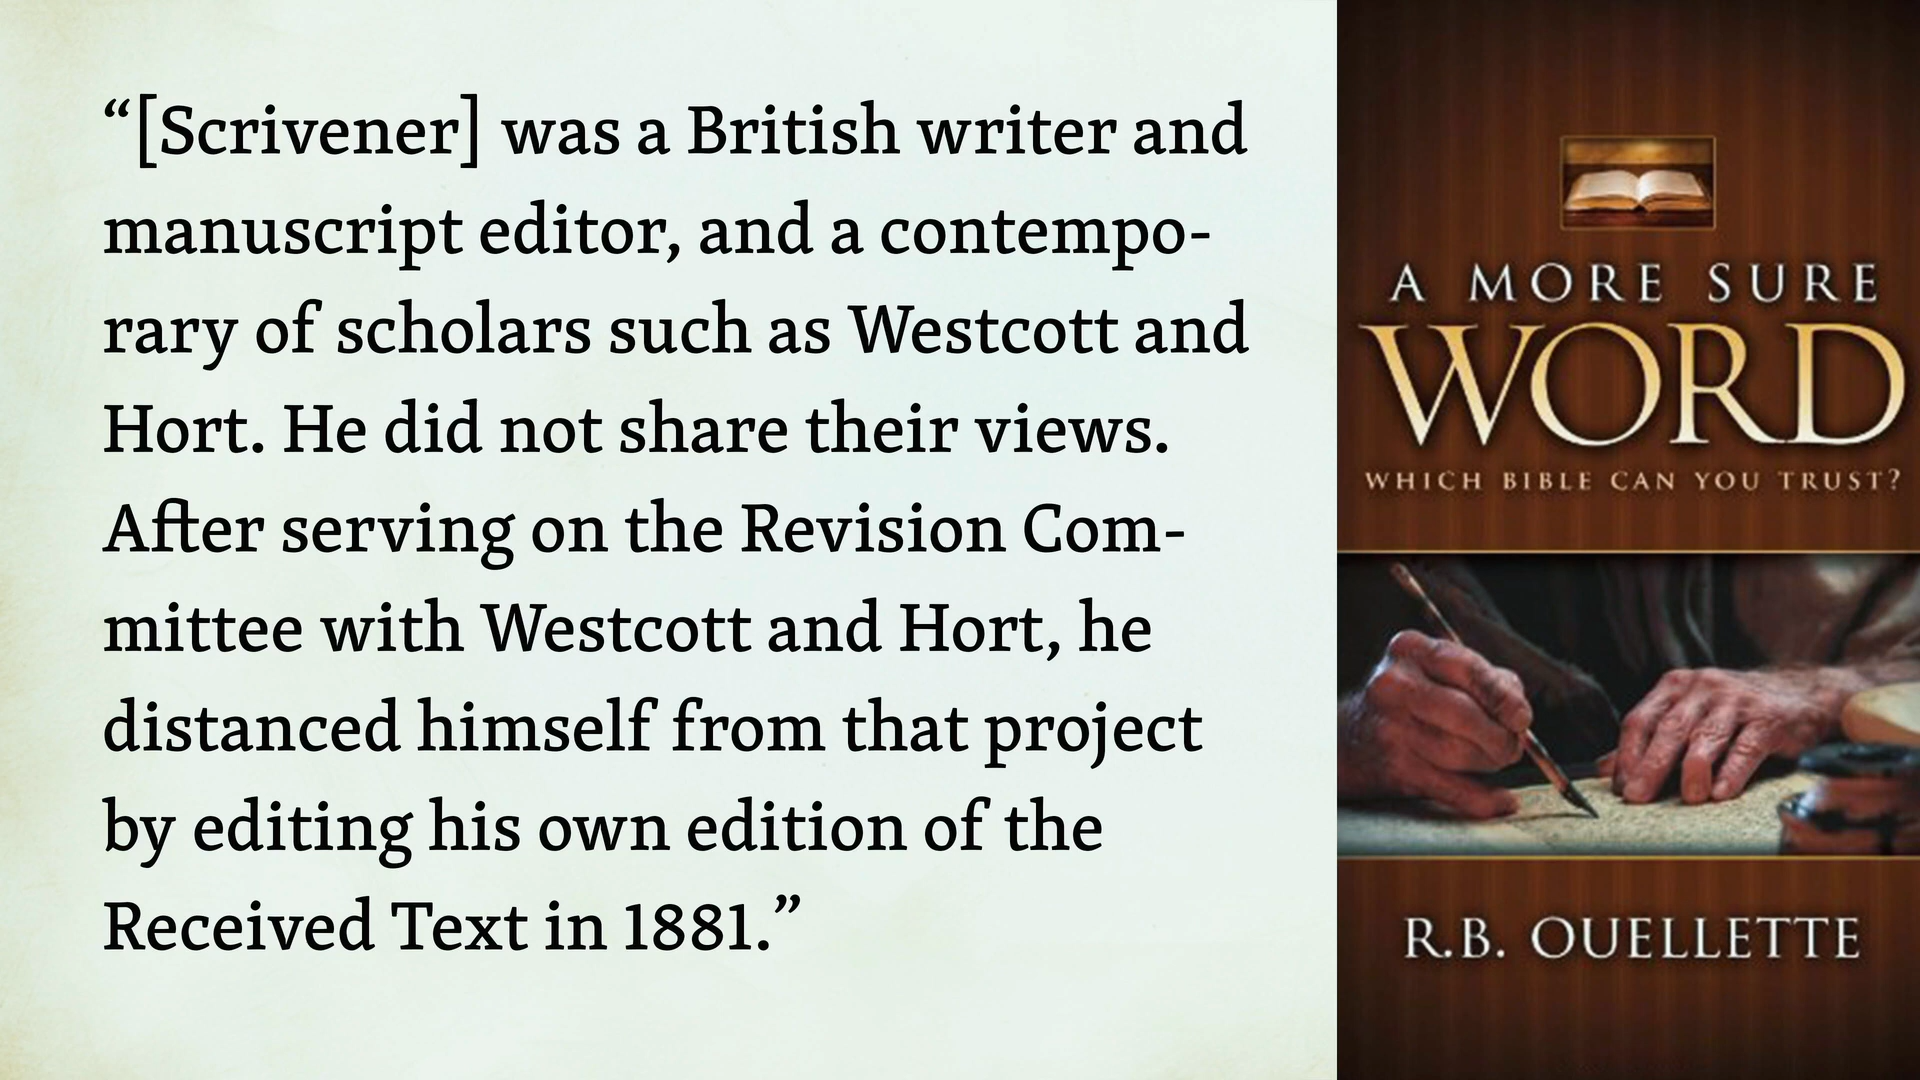 “[Scrivener] was a British writer and
manuscript editor, and a contempo-
rary of scholars such as Westcott and
Hort. He did not share their views.
After serving on the Revision Com-
mittee with Westcott and Hort, he
distanced himself from that project
by editing his own edition of the
Received Text in 1881.”
A MORE SURE
WORD
WHICH BIBLE CAN YOU TRUST?
R.B. OUELLETTE